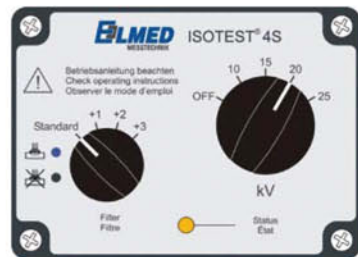 ELMED ISOTEST® 4S
MESSTECHNIK
Betriebsanleitung beachten
Check operating instructions
Observer le mode d'emploi
OFF 10 15 20 25
kV
Standard +1 +2 +3
Filter
Filtre
Status
État